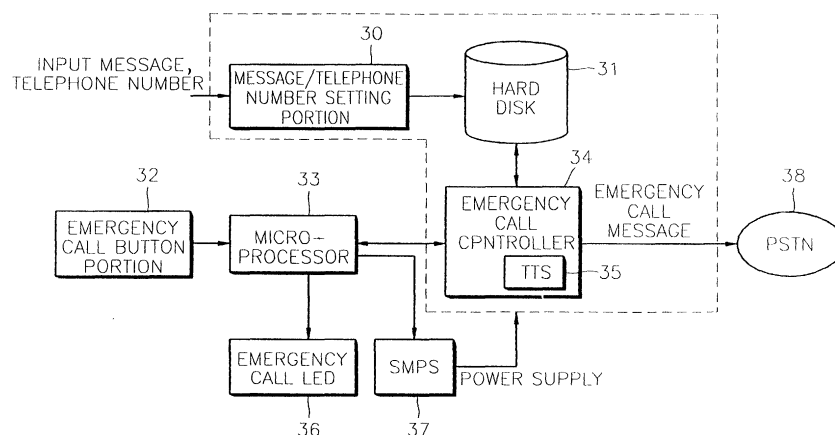 INPUT MESSAGE,
TELEPHONE NUMBER
30
MESSAGE/TELEPHONE
NUMBER SETTING
PORTION
31
HARD
DISK
32
EMERGENCY
CALL BUTTON
PORTION
33
MICRO-
PROCESSOR
34
EMERGENCY
CALL
CPNTROLLER
TTS
35
EMERGENCY
CALL
MESSAGE
38
PSTN
EMERGENCY
CALL LED
36
SMPS
37
POWER SUPPLY